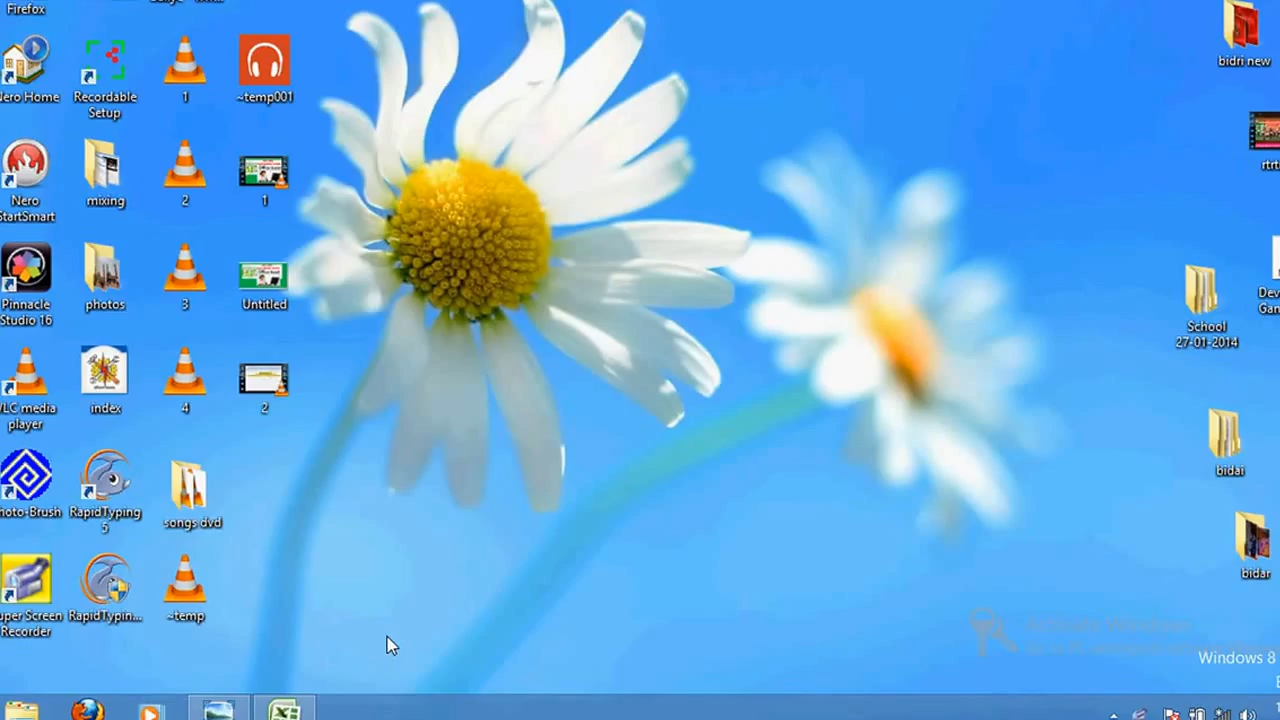 Firefox
Nero Home
Recordable
Setup
1
~temp001
bidri new
Nero
StartSmart
mixing
2
1
Pinnacle
Studio 16
photos
3
Untitled
School
27-01-2014
VLC media
player
index
4
2
bidai
RapidTyping
5
songs dvd
bidar
Recorder
RapidTypin...
~temp
Activate Windows
Windows 8